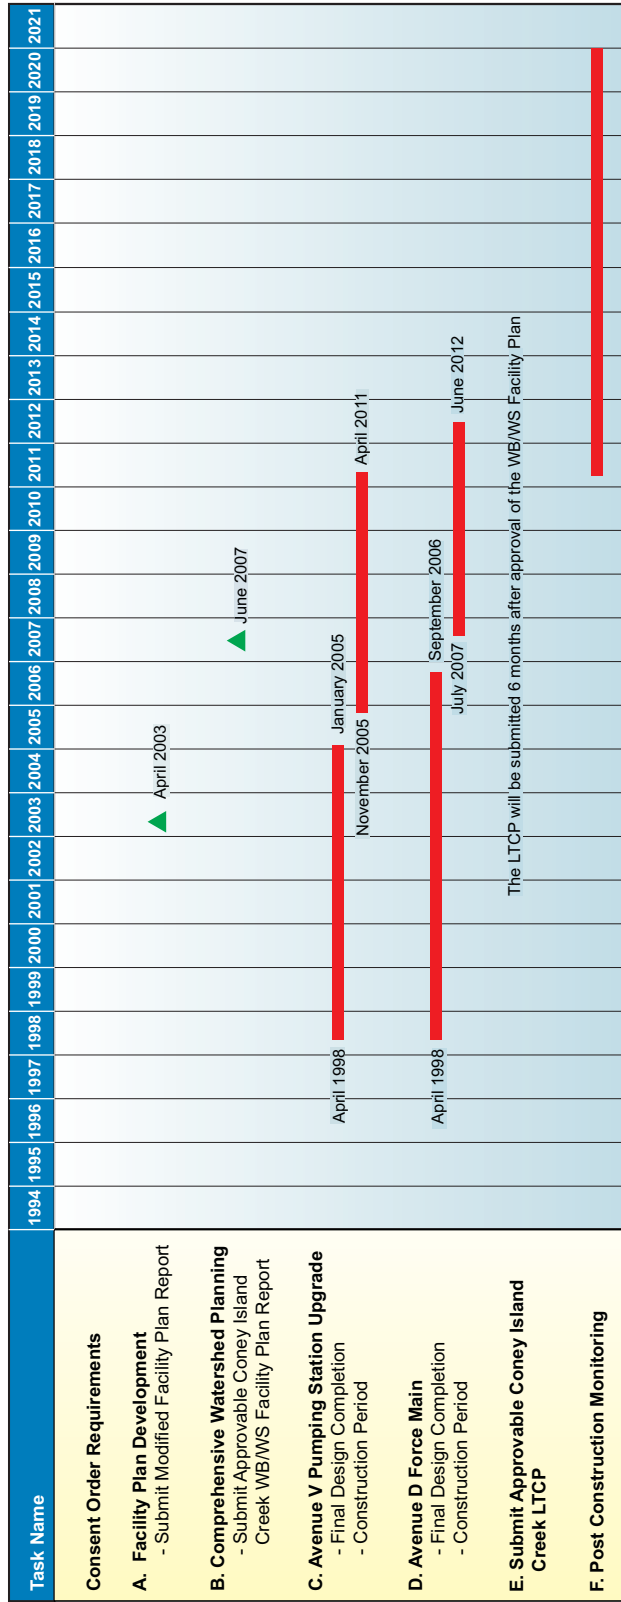 Task Name 1994 1995 1996 1997 1998 1999 2000 2001 2002 2003 2004 2005 2006 2007 2008 2009 2010 2011 2012 2013 2014 2015 2016 2017 2018 2019 2020 2021
Consent Order Requirements
A. Facility Plan Development
- Submit Modified Facility Plan Report April 2003
B. Comprehensive Watershed Planning
- Submit Approvable Coney Island June 2007
Creek WB/WS Facility Plan Report
C. Avenue V Pumping Station Upgrade
- Final Design Completion April 1998 January 2005
- Construction Period November 2005 April 2011
D. Avenue D Force Main
- Final Design Completion April 1998 September 2006
- Construction Period July 2007 June 2012
E. Submit Approvable Coney Island The LTCP will be submitted 6 months after approval of the WB/WS Facility Plan
Creek LTCP
F. Post Construction Monitoring